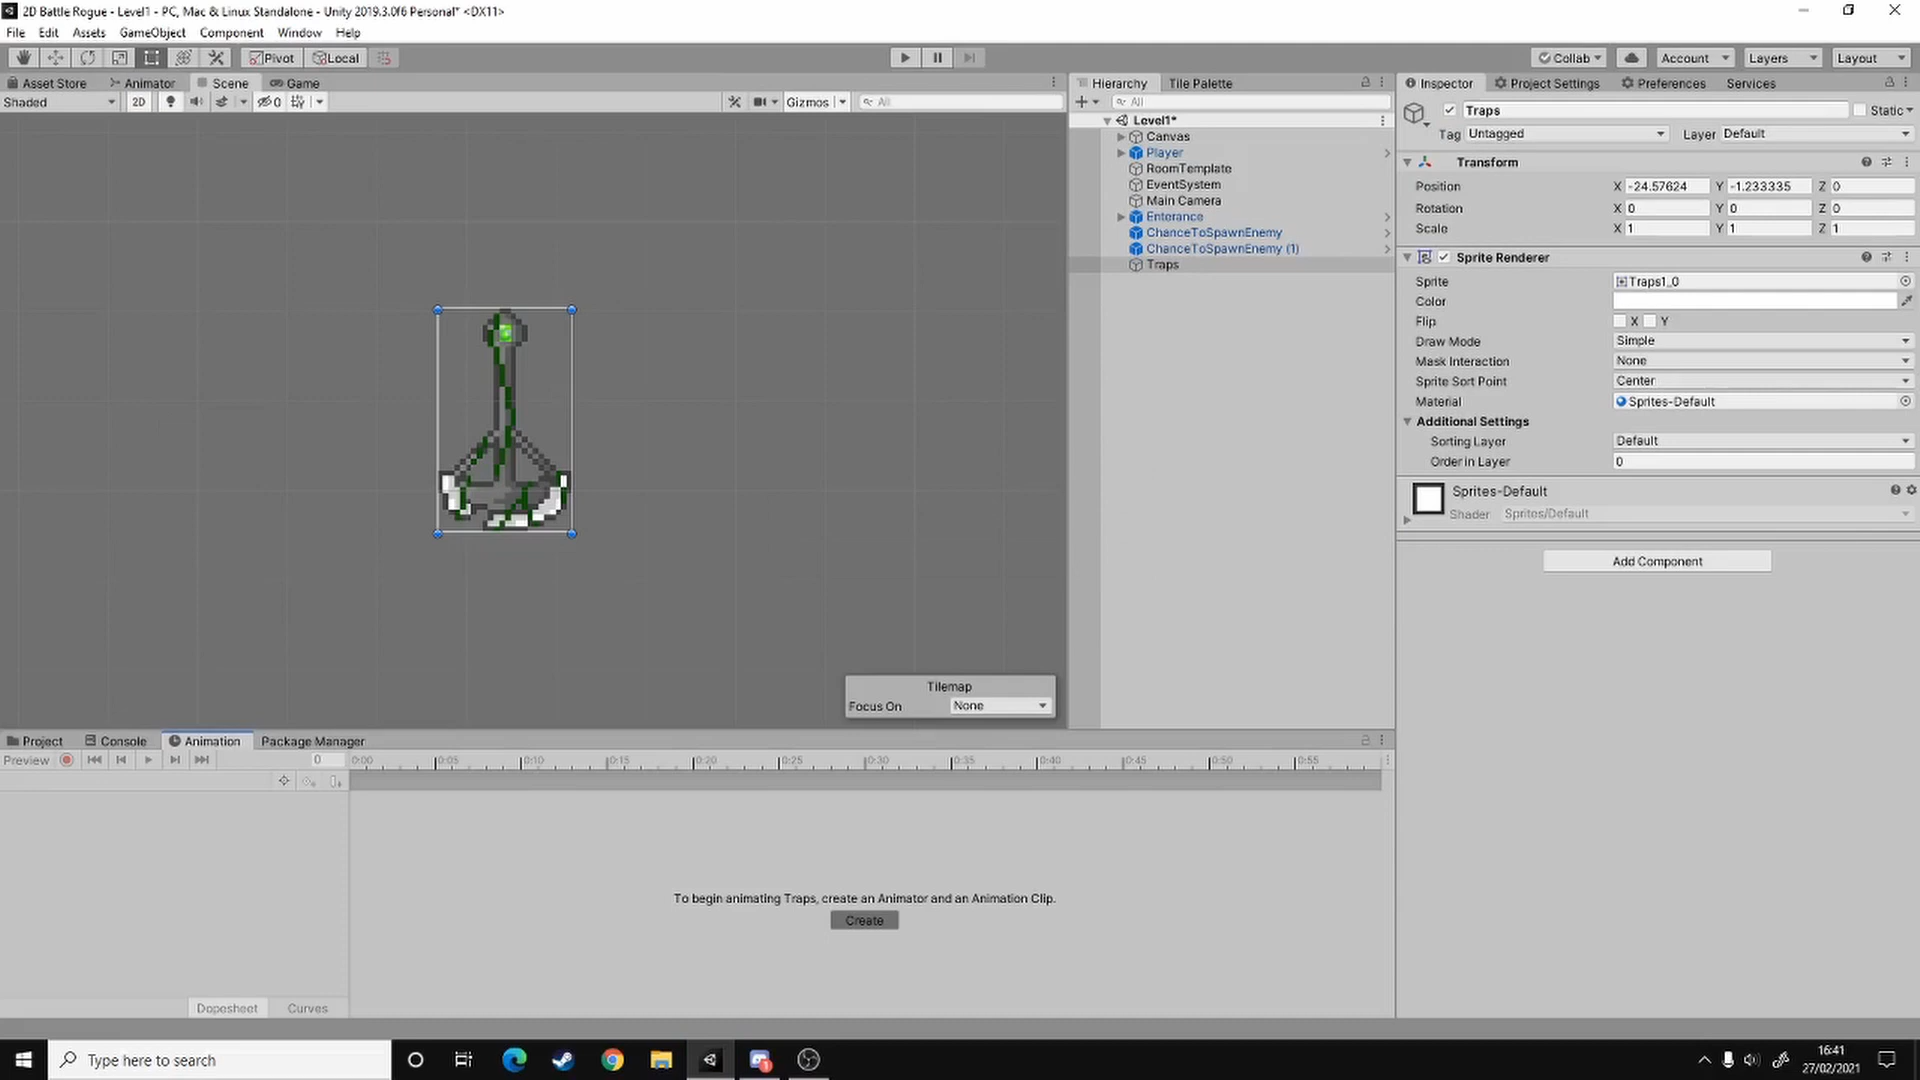 2D Battle Rogue - Level1 - PC, Mac & Linux Standalone - Unity 2019.3.0f6 Personal* <DX11>
File Edit Assets GameObject Component Window Help
Pivot Local Collab Account Layers Layout
Asset Store Animator Scene Game
Shaded 2D 0 Gizmos All
Hierarchy Tile Palette
All
Level1*
Canvas
Player
RoomTemplate
EventSystem
Main Camera
Enterance
ChanceToSpawnEnemy
ChanceToSpawnEnemy (1)
Traps
Tilemap
Focus On None
Inspector Project Settings Preferences Services
Traps Static
Tag Untagged Layer Default
Transform
Position X -24.57624 Y -1.233335 Z 0
Rotation X 0 Y 0 Z 0
Scale X 1 Y 1 Z 1
Sprite Renderer
Sprite Traps1_0
Color
Flip X Y
Draw Mode Simple
Mask Interaction None
Sprite Sort Point Center
Material Sprites-Default
Additional Settings
Sorting Layer Default
Order in Layer 0
Sprites-Default
Shader Sprites/Default
Add Component
Project Console Animation Package Manager
Preview 0 0:00 0:05 0:10 0:15 0:20 0:25 0:30 0:35 0:40 0:45 0:50 0:55
To begin animating Traps, create an Animator and an Animation Clip.
Create
Dopesheet Curves
Type here to search
16:41
27/02/2021